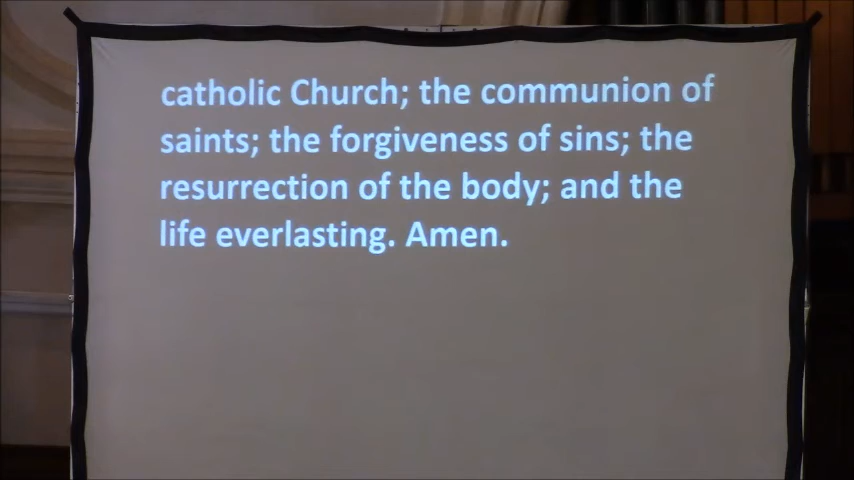 catholic Church; the communion of
saints; the forgiveness of sins; the
resurrection of the body; and the
life everlasting. Amen.